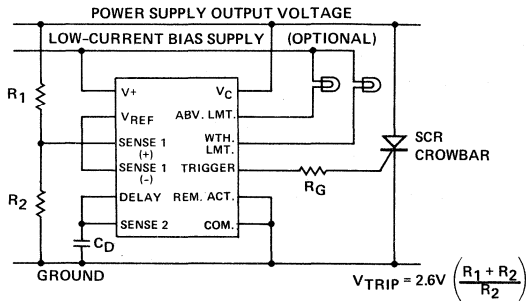 POWER SUPPLY OUTPUT VOLTAGE
LOW-CURRENT BIAS SUPPLY (OPTIONAL)
R1
V+
VC
VREF
ABV. LMT.
SENSE 1
(+)
WTH.
LMT.
SCR
CROWBAR
SENSE 1
(-)
TRIGGER
RG
R2
DELAY
REM. ACT.
SENSE 2
COM.
CD
GROUND
VTRIP = 2.6V (R1 + R2 / R2)